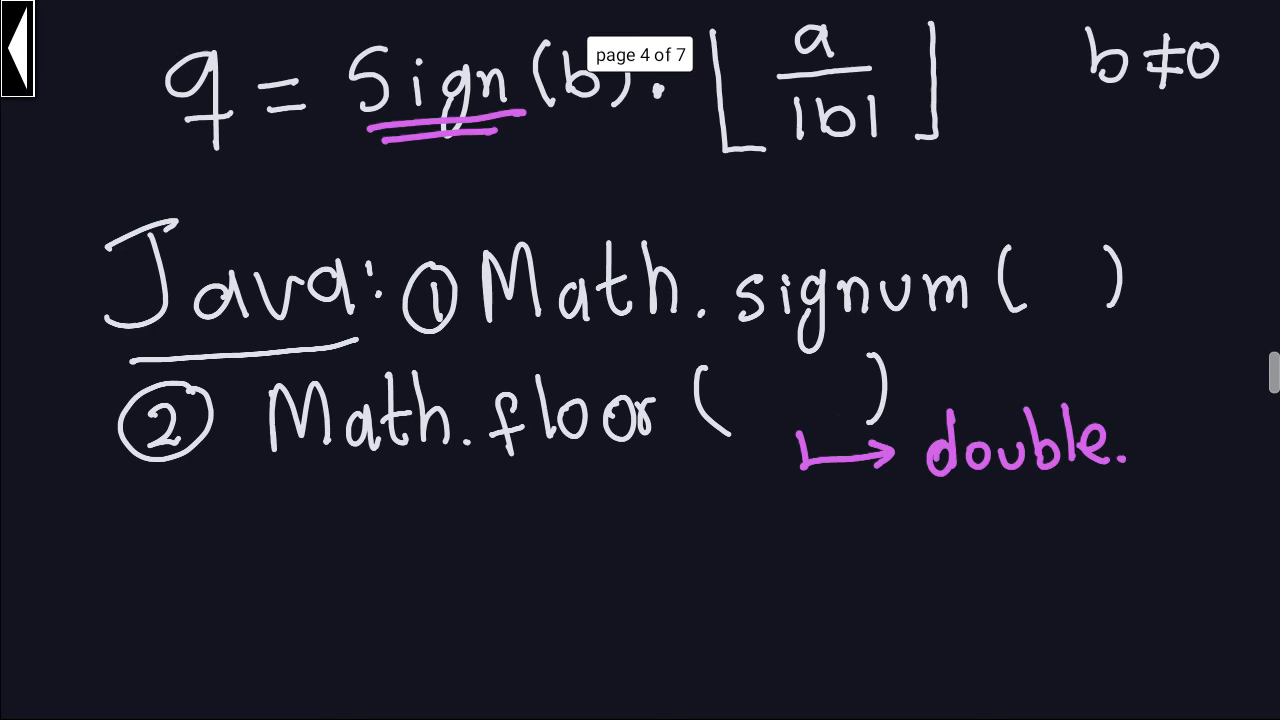 q = Sign(b). ⌊a/|b|⌋ b≠0
page 4 of 7
Java: ① Math.signum( )
② Math.floor( )
↳ double.